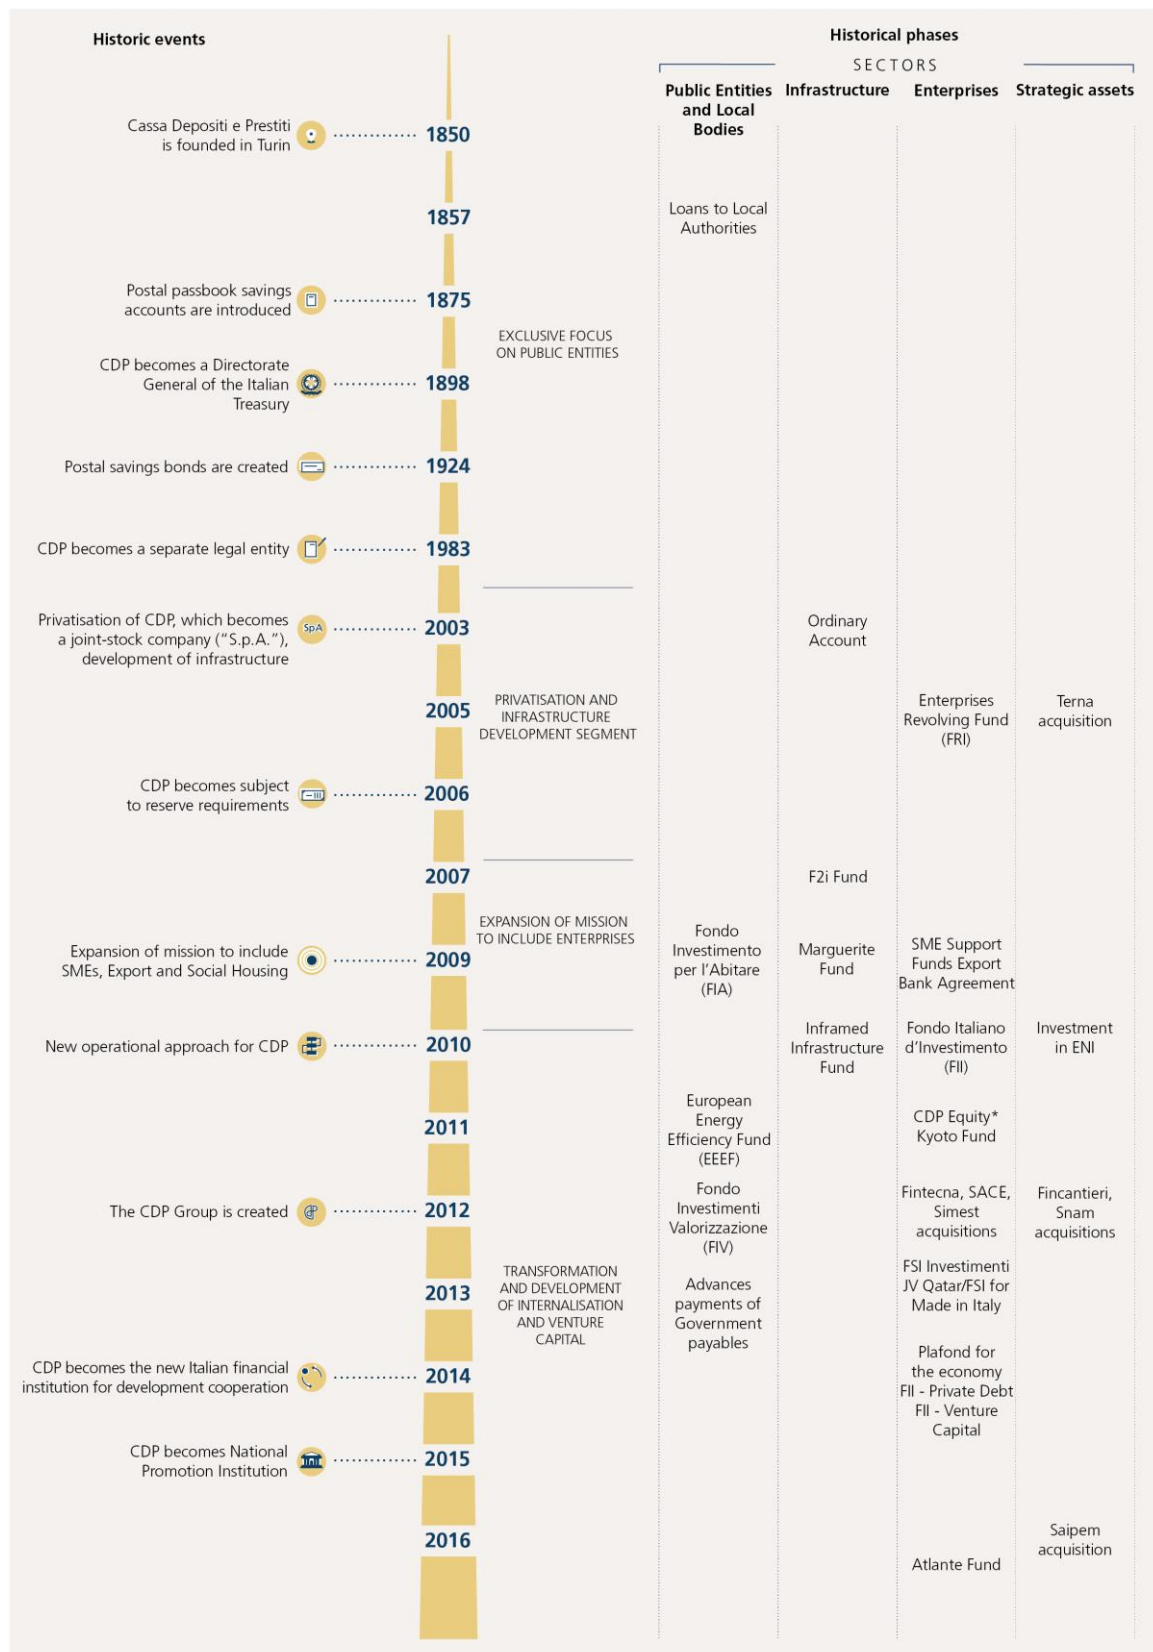 Historic events
Historical phases
SECTORS
Public Entities
and Local
Bodies
Infrastructure
Enterprises
Strategic assets
Cassa Depositi e Prestiti
is founded in Turin
1850
1857
Loans to Local
Authorities
Postal passbook savings
accounts are introduced
1875
EXCLUSIVE FOCUS
ON PUBLIC ENTITIES
CDP becomes a Directorate
General of the Italian
Treasury
1898
Postal savings bonds are created
1924
CDP becomes a separate legal entity
1983
Privatisation of CDP, which becomes
a joint-stock company (“S.p.A.”),
development of infrastructure
SpA
2003
Ordinary
Account
2005
PRIVATISATION AND
INFRASTRUCTURE
DEVELOPMENT SEGMENT
Enterprises
Revolving Fund
(FRI)
Terna
acquisition
CDP becomes subject
to reserve requirements
2006
2007
F2i Fund
EXPANSION OF MISSION
TO INCLUDE ENTERPRISES
Expansion of mission to include
SMEs, Export and Social Housing
2009
Fondo
Investimento
per l’Abitare
(FIA)
Marguerite
Fund
SME Support
Funds Export
Bank Agreement
New operational approach for CDP
2010
Inframed
Infrastructure
Fund
Fondo Italiano
d’Investimento
(FII)
Investment
in ENI
2011
European
Energy
Efficiency Fund
(EEEF)
CDP Equity*
Kyoto Fund
The CDP Group is created
2012
Fondo
Investimenti
Valorizzazione
(FIV)
Fintecna, SACE,
Simest
acquisitions
Fincantieri,
Snam
acquisitions
2013
TRANSFORMATION
AND DEVELOPMENT
OF INTERNALISATION
AND VENTURE
CAPITAL
Advances
payments of
Government
payables
FSI Investimenti
JV Qatar/FSI for
Made in Italy
CDP becomes the new Italian financial
institution for development cooperation
2014
Plafond for
the economy
FII - Private Debt
FII - Venture
Capital
CDP becomes National
Promotion Institution
2015
2016
Atlante Fund
Saipem
acquisition